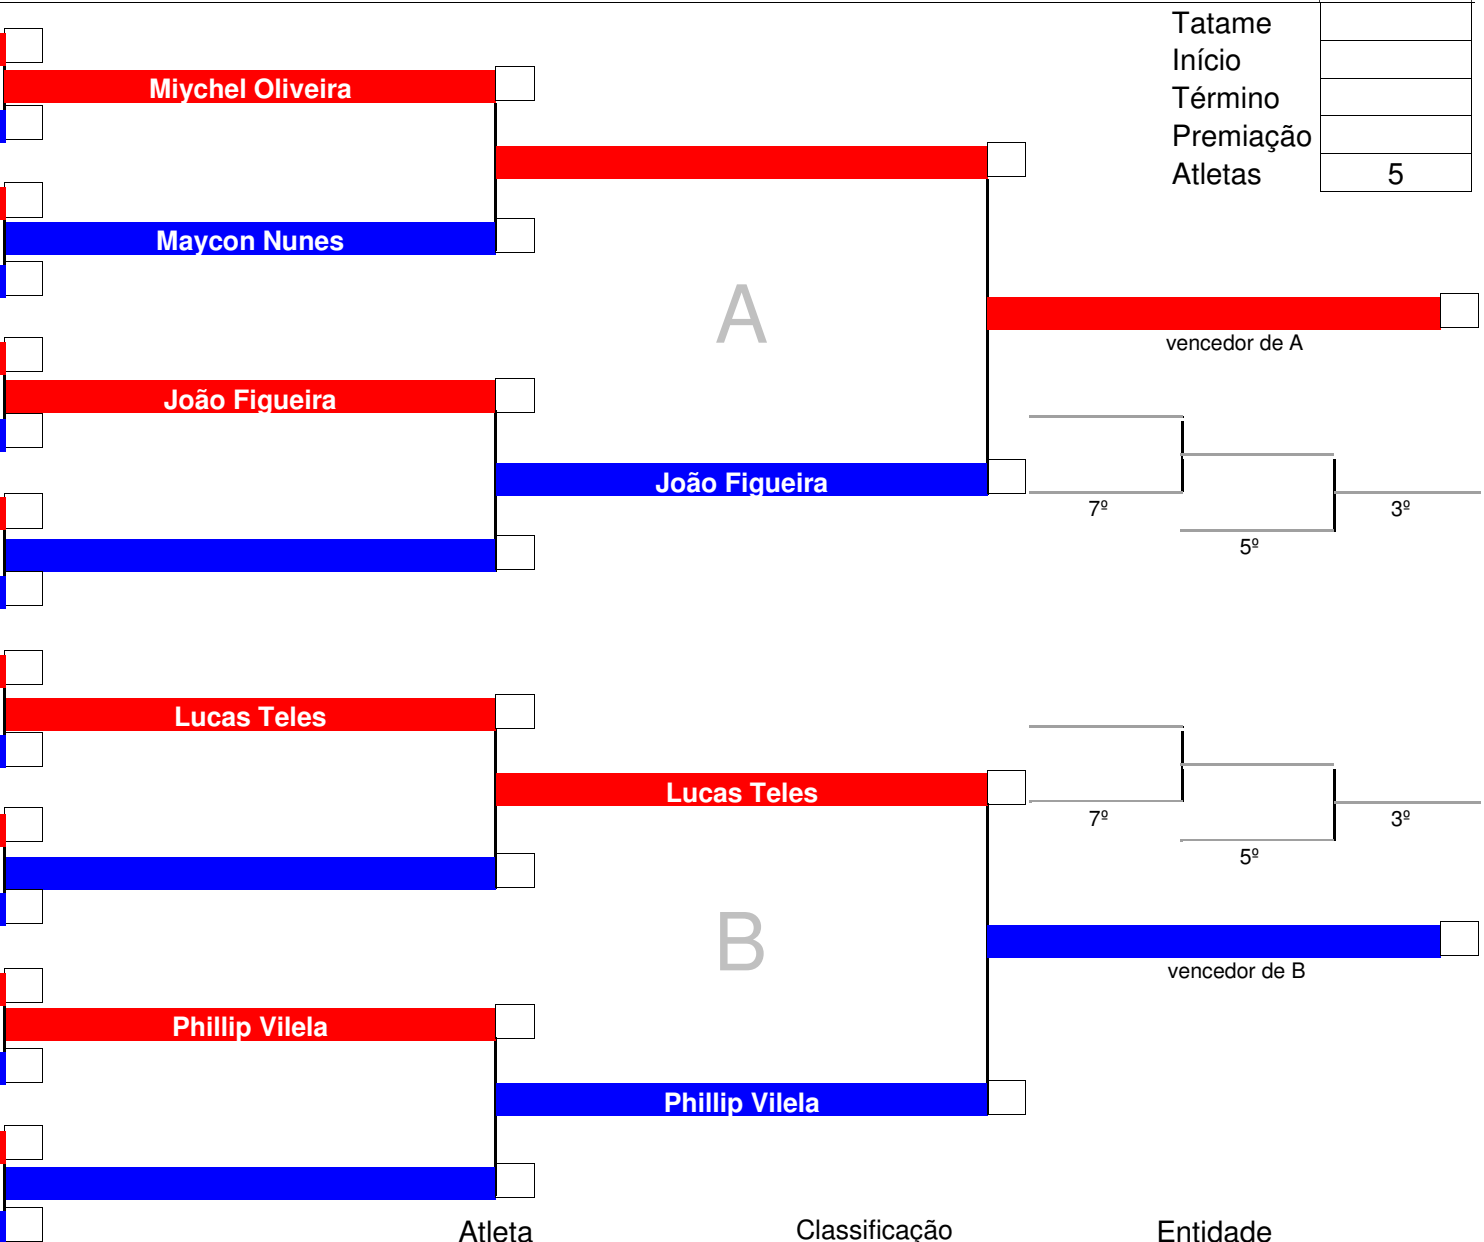 Tatame
Início
Miychel Oliveira
Término
Premiação
Atletas 5
Maycon Nunes
A
vencedor de A
João Figueira
João Figueira
7º 3º
5º
Lucas Teles
Lucas Teles
7º 3º
5º
B
vencedor de B
Phillip Vilela
Phillip Vilela
Atleta Classificação Entidade